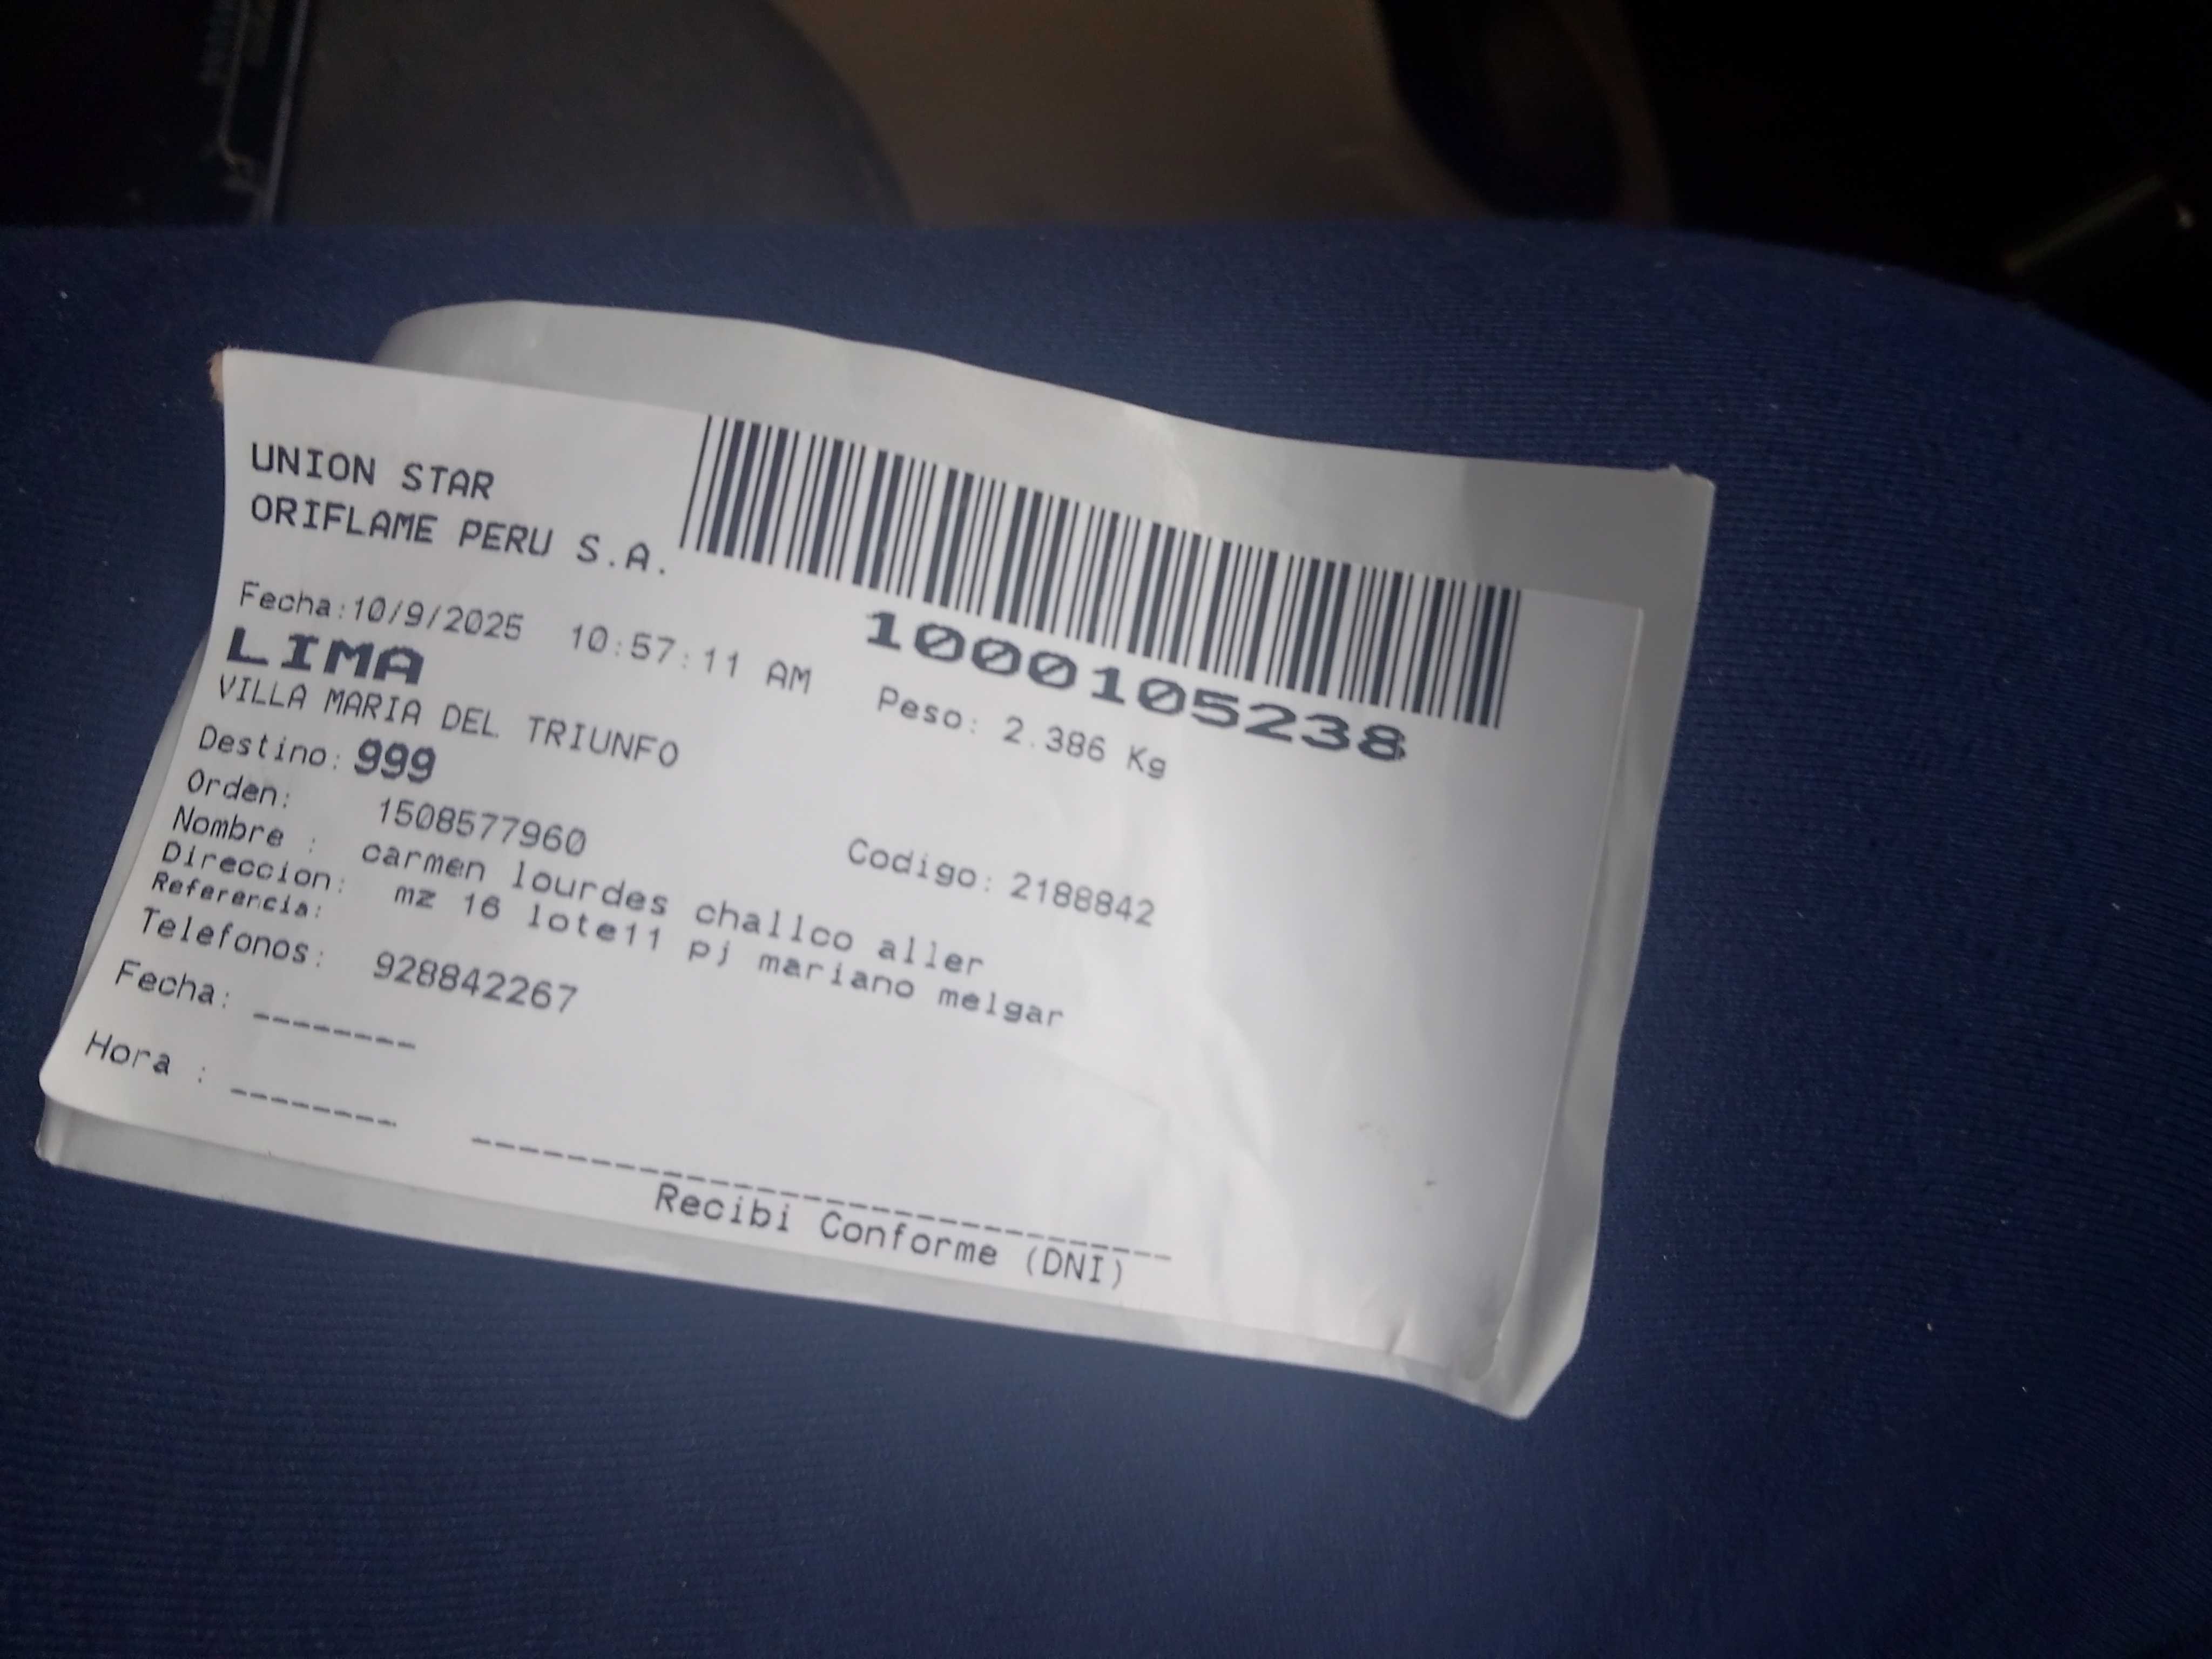 UNION STAR
ORIFLAME PERU S.A.
1000105238
Fecha:10/9/2025 10:57:11 AM
Peso: 2.386 Kg
LIMA
VILLA MARIA DEL TRIUNFO
Destino: 999
Orden: 1508577960
Codigo: 2188842
Nombre : carmen lourdes challco aller
Direccion: mz 16 lote11 pj mariano melgar
Referencia:
Telefonos: 928842267
Fecha: --------
Hora : --------
Recibi Conforme (DNI)